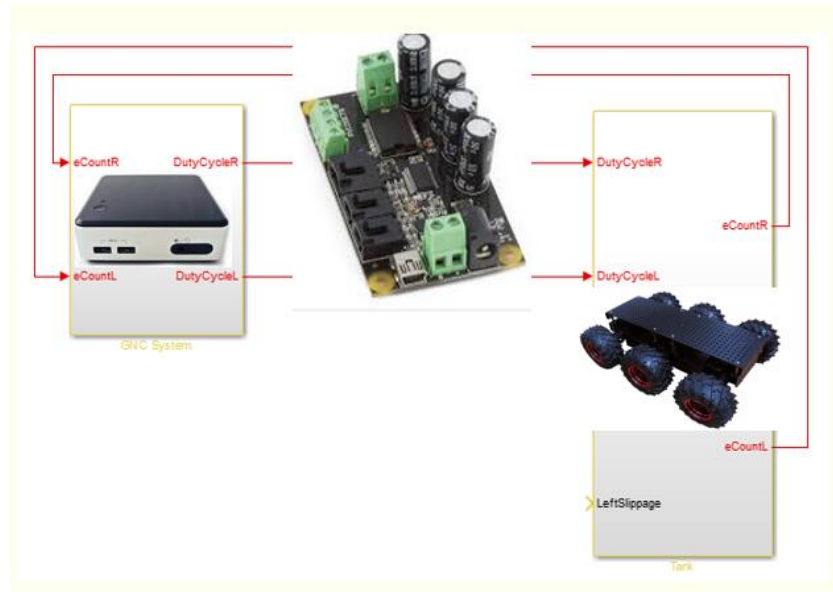 eCountR
DutyCycleR
eCountL
DutyCycleL
GNC System
DutyCycleR
eCountR
DutyCycleL
eCountL
LeftSlippage
Tank